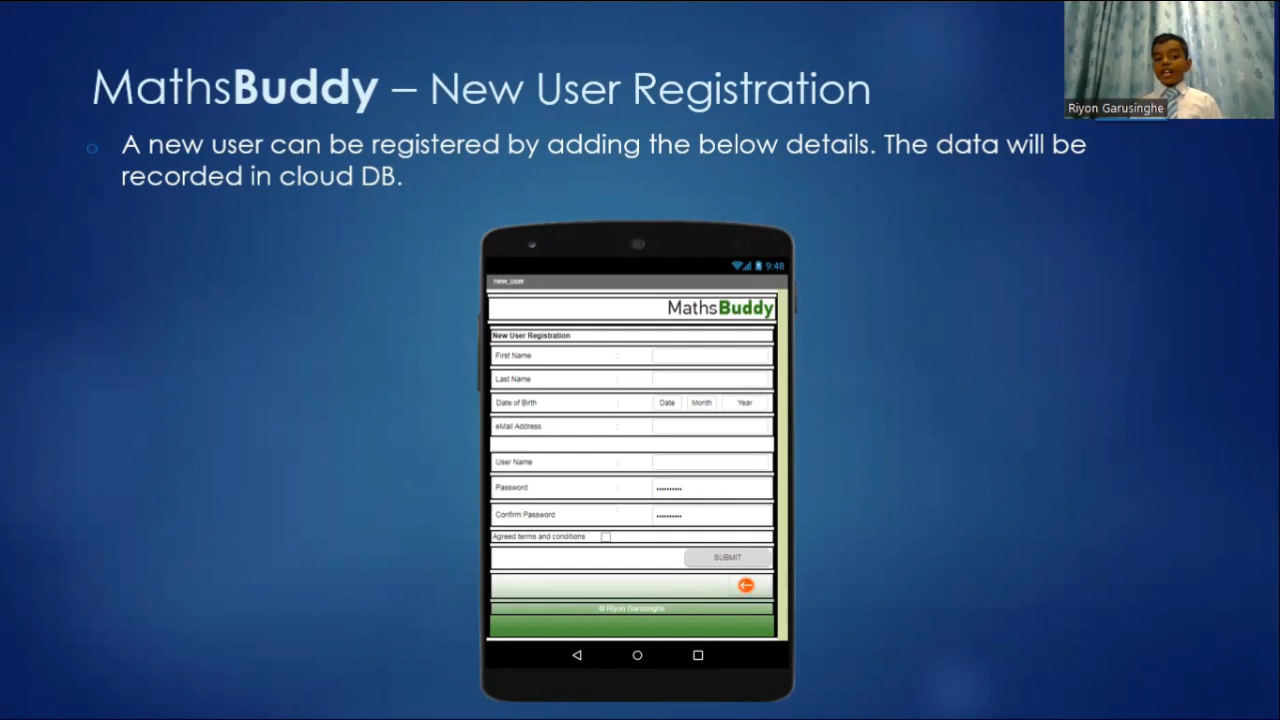 MathsBuddy – New User Registration
Riyon Garusinghe
A new user can be registered by adding the below details. The data will be
recorded in cloud DB.
9:48
new_user
MathsBuddy
New User Registration
First Name :
Last Name :
Date of Birth : Date Month Year
eMail Address :
User Name :
Password : ••••••••••
Confirm Password : ••••••••••
Agreed terms and conditions
SUBMIT
© Riyon Garusinghe